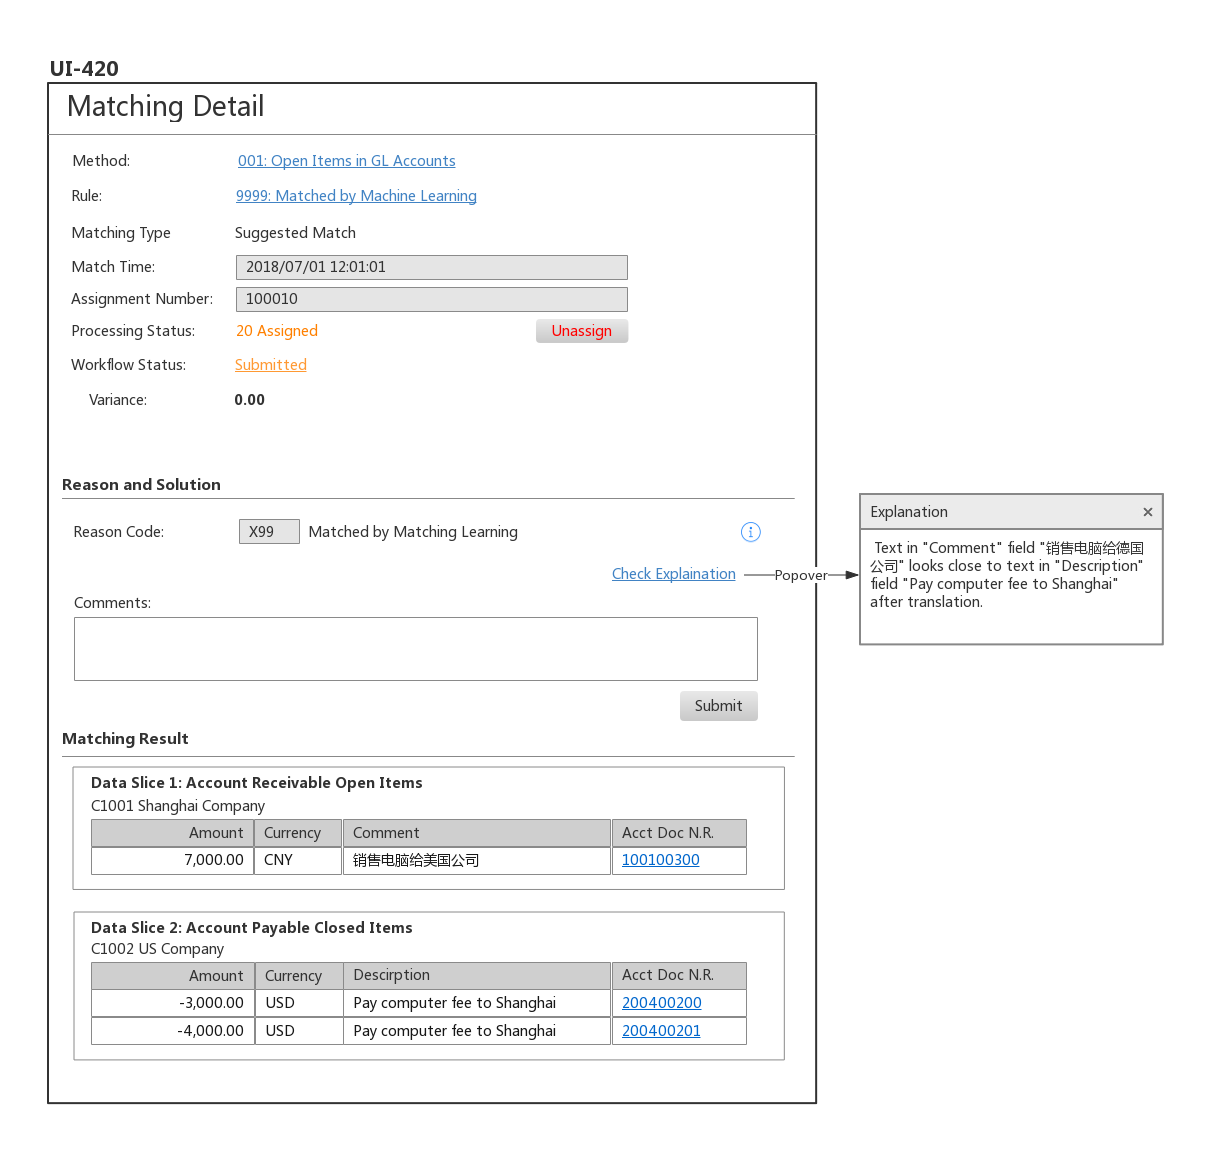 UI-420
Matching Detail
Method: 001: Open Items in GL Accounts
Rule: 9999: Matched by Machine Learning
Matching Type Suggested Match
Match Time: 2018/07/01 12:01:01
Assignment Number: 100010
Processing Status: 20 Assigned Unassign
Workflow Status: Submitted
Variance: 0.00
Reason and Solution
Reason Code: X99 Matched by Matching Learning
Check Explaination
Popover
Comments:
Submit
Explanation ×
Text in "Comment" field "销售电脑给德国
公司" looks close to text in "Description"
field "Pay computer fee to Shanghai"
after translation.
Matching Result
Data Slice 1: Account Receivable Open Items
C1001 Shanghai Company
Amount Currency Comment Acct Doc N.R.
7,000.00 CNY 销售电脑给美国公司 100100300
Data Slice 2: Account Payable Closed Items
C1002 US Company
Amount Currency Descirption Acct Doc N.R.
-3,000.00 USD Pay computer fee to Shanghai 200400200
-4,000.00 USD Pay computer fee to Shanghai 200400201